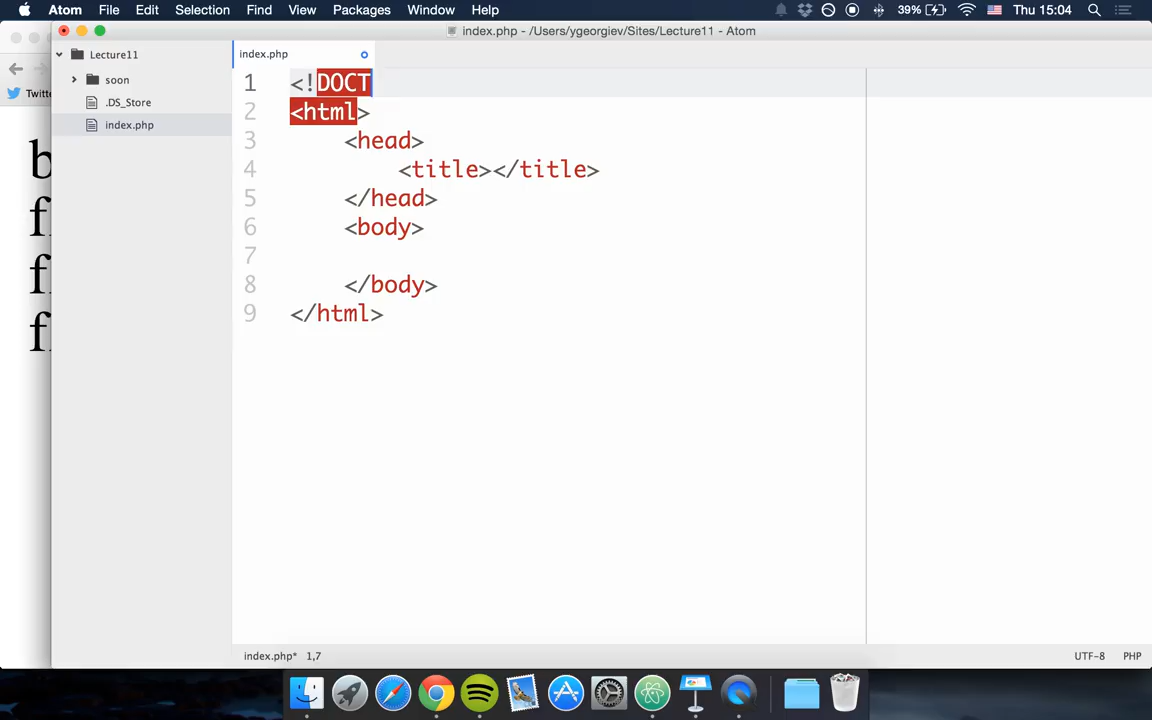 Atom File Edit Selection Find View Packages Window Help 39% Thu 15:04
index.php - /Users/ygeorgiev/Sites/Lecture11 - Atom
Lecture11
index.php
soon
.DS_Store
index.php
Twitte
1 <!DOCT
2 <html>
3 <head>
4 <title></title>
5 </head>
6 <body>
7
8 </body>
9 </html>
index.php* 1,7 UTF-8 PHP